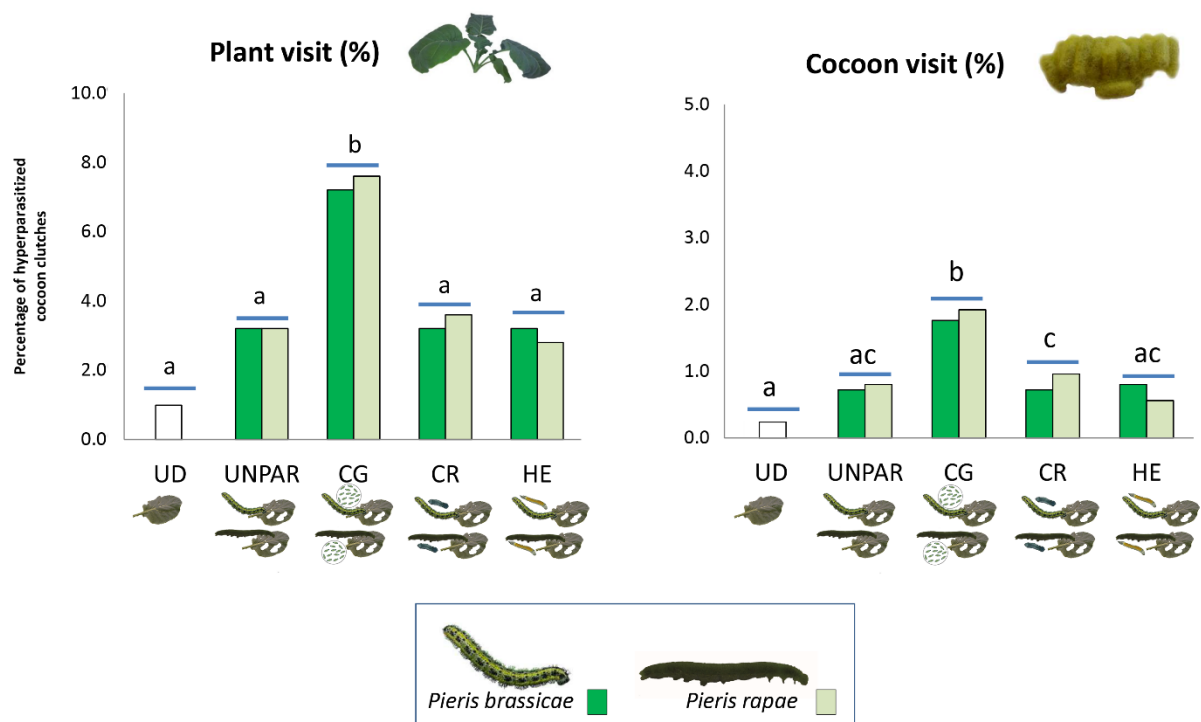 Plant visit (%)
Percentage of hyperparasitized
cocoon clutches
10.0
8.0
6.0
4.0
2.0
0.0
a
a
b
a
a
UD UNPAR CG CR HE
Cocoon visit (%)
5.0
4.0
3.0
2.0
1.0
0.0
a
ac
b
c
ac
UD UNPAR CG CR HE
Pieris brassicae
Pieris rapae